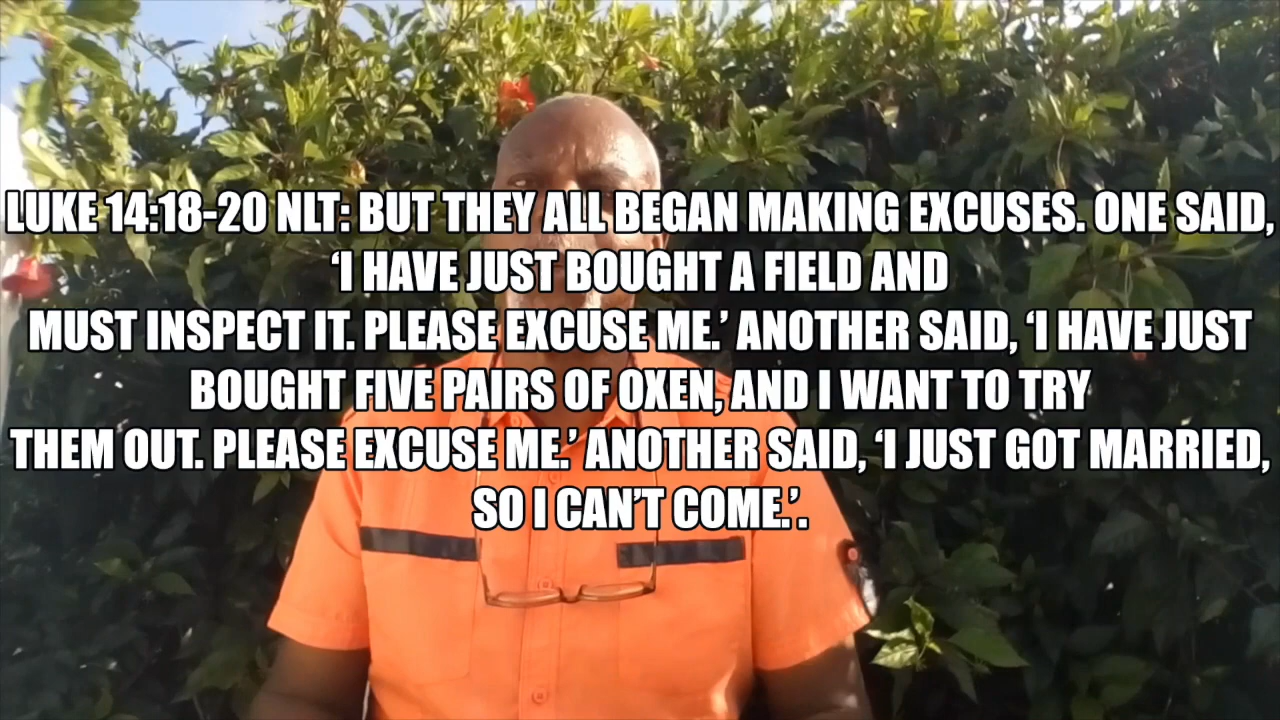 LUKE 14:18-20 NLT: BUT THEY ALL BEGAN MAKING EXCUSES. ONE SAID,
‘I HAVE JUST BOUGHT A FIELD AND
MUST INSPECT IT. PLEASE EXCUSE ME.’ ANOTHER SAID, ‘I HAVE JUST
BOUGHT FIVE PAIRS OF OXEN, AND I WANT TO TRY
THEM OUT. PLEASE EXCUSE ME.’ ANOTHER SAID, ‘I JUST GOT MARRIED,
SO I CAN’T COME.’.